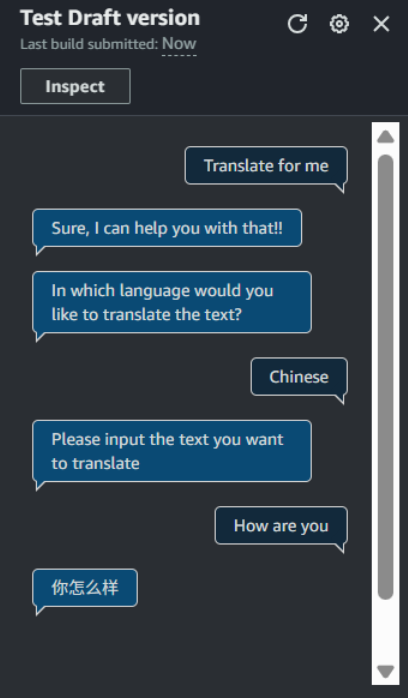 Test Draft version
Last build submitted: Now
Inspect
Translate for me
Sure, I can help you with that!!
In which language would you
like to translate the text?
Chinese
Please input the text you want
to translate
How are you
你怎么样